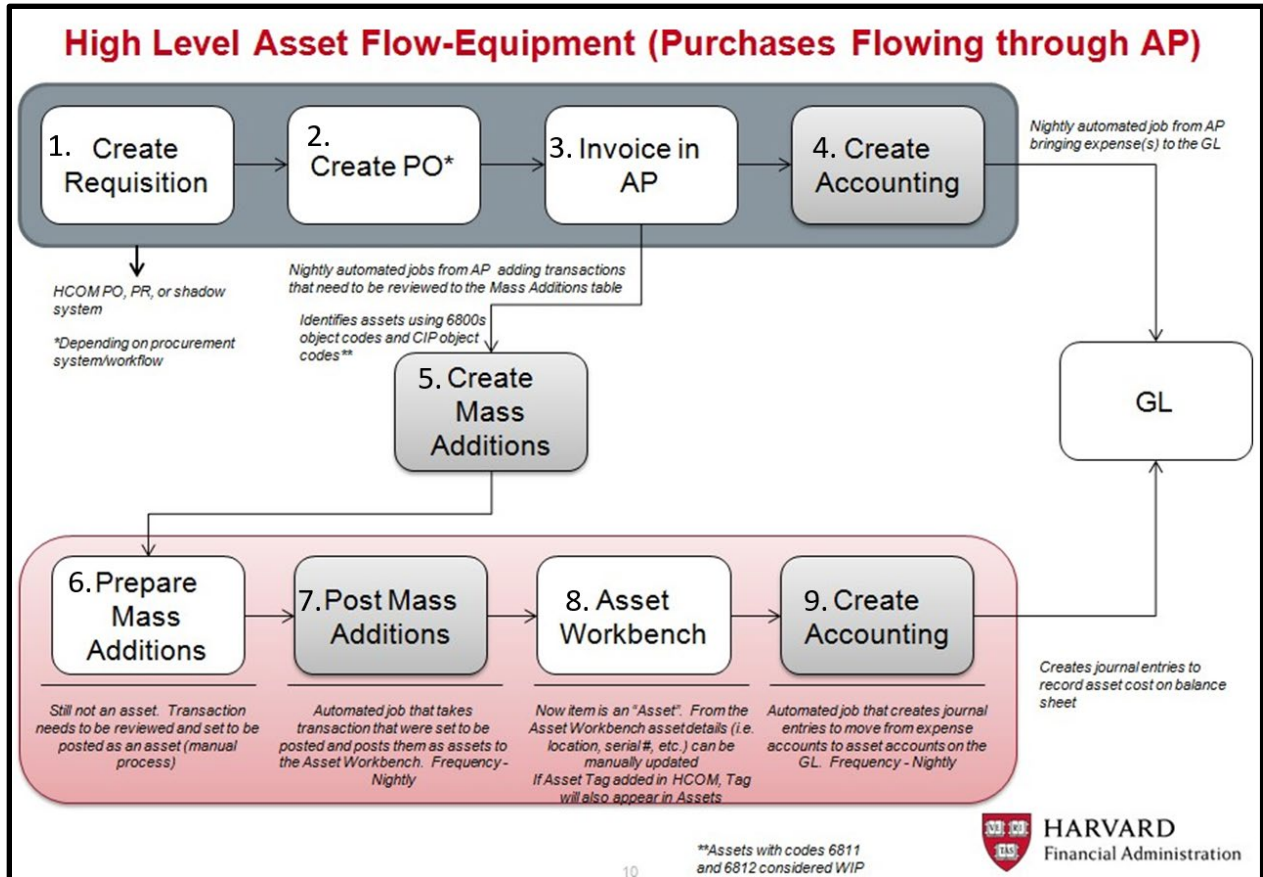 High Level Asset Flow-Equipment (Purchases Flowing through AP)
1. Create
Requisition
2.
Create PO*
3. Invoice in
AP
4. Create
Accounting
Nightly automated job from AP
bringing expense(s) to the GL
HCOM PO, PR, or shadow
system
*Depending on procurement
system/workflow
Nightly automated jobs from AP adding transactions
that need to be reviewed to the Mass Additions table
Identifies assets using 6800s
object codes and CIP object
codes**
5. Create
Mass
Additions
GL
6. Prepare
Mass
Additions
7. Post Mass
Additions
8. Asset
Workbench
9. Create
Accounting
Still not an asset. Transaction
needs to be reviewed and set to be
posted as an asset (manual
process)
Automated job that takes
transaction that were set to be
posted and posts them as assets to
the Asset Workbench. Frequency -
Nightly
Now item is an “Asset”. From the
Asset Workbench asset details (i.e.
location, serial #, etc.) can be
manually updated
If Asset Tag added in HCOM, Tag
will also appear in Assets
Automated job that creates journal
entries to move from expense
accounts to asset accounts on the
GL. Frequency - Nightly
Creates journal entries to
record asset cost on balance
sheet
**Assets with codes 6811
and 6812 considered WIP
10
VE RI
TAS
HARVARD
Financial Administration